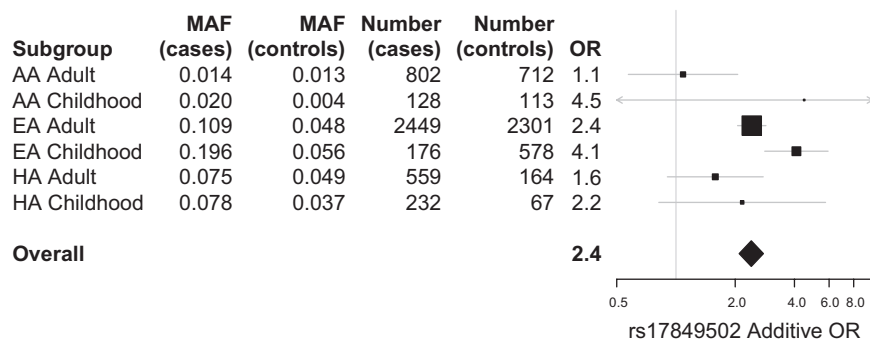 MAF MAF Number Number
Subgroup (cases) (controls) (cases) (controls) OR
AA Adult 0.014 0.013 802 712 1.1
AA Childhood 0.020 0.004 128 113 4.5
EA Adult 0.109 0.048 2449 2301 2.4
EA Childhood 0.196 0.056 176 578 4.1
HA Adult 0.075 0.049 559 164 1.6
HA Childhood 0.078 0.037 232 67 2.2
Overall 2.4
0.5 2.0 4.0 6.0 8.0
rs17849502 Additive OR